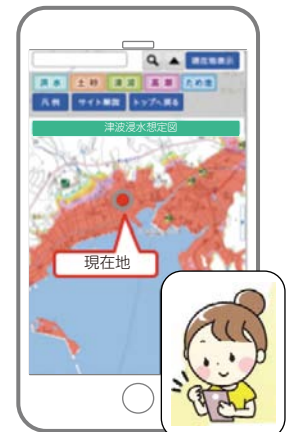 現在地表示
洪水 土砂 津波 高潮 ため池
凡例 サイト解説 トップへ戻る
津波浸水想定図
現在地